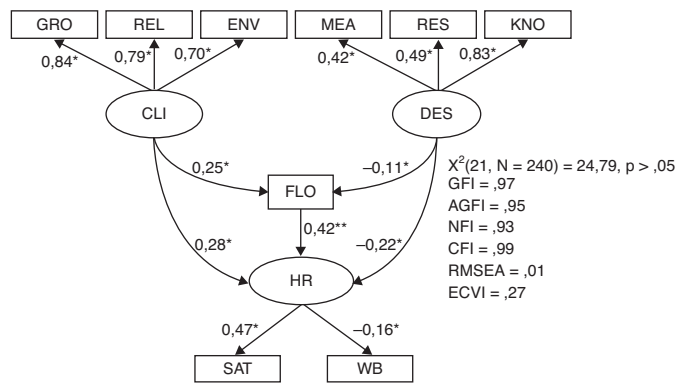 GRO REL ENV MEA RES KNO
0,84* 0,79* 0,70* 0,42* 0,49* 0,83*
CLI DES
0,25* –0,11*
FLO
0,42**
0,28* –0,22*
HR
0,47* –0,16*
SAT WB
X²(21, N = 240) = 24,79, p > ,05
GFI = ,97
AGFI = ,95
NFI = ,93
CFI = ,99
RMSEA = ,01
ECVI = ,27